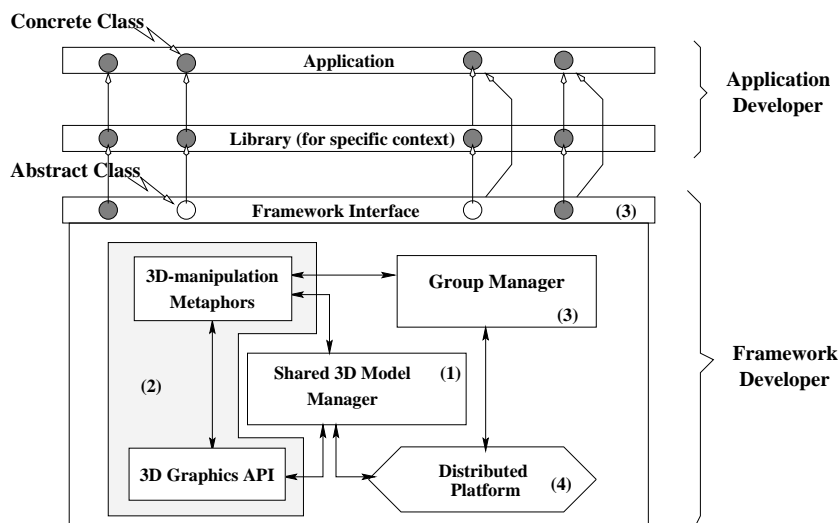 Concrete Class
Application
Application
Developer
Library (for specific context)
Abstract Class
Framework Interface
(3)
3D-manipulation
Metaphors
Group Manager
(3)
(2)
Shared 3D Model
Manager
(1)
Framework
Developer
3D Graphics API
Distributed
Platform
(4)